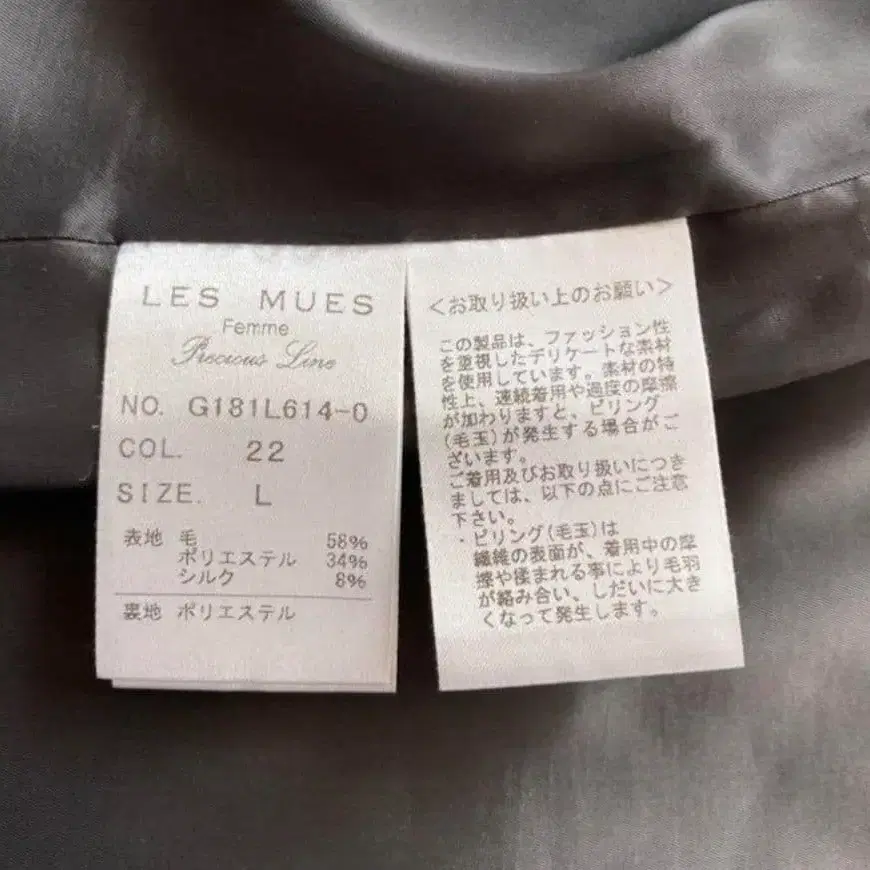 LES MUES
Femme
Precious Line
NO. G181L614-0
COL. 22
SIZE. L
表地 毛 58%
ポリエステル 34%
シルク 8%
裏地 ポリエステル
<お取り扱い上のお願い>
この製品は、ファッション性
を重視したデリケートな素材
を使用しています。素材の特
性上、連続着用や過度の摩擦
が加わりますと、ピリング
(毛玉)が発生する場合がご
ざいます。
ご着用及びお取り扱いにつき
ましては、以下の点にご注意
下さい。
・ピリング(毛玉)は
繊維の表面が、着用中の摩
擦や揉まれる事により毛羽
が絡み合い、しだいに大き
くなって発生します。